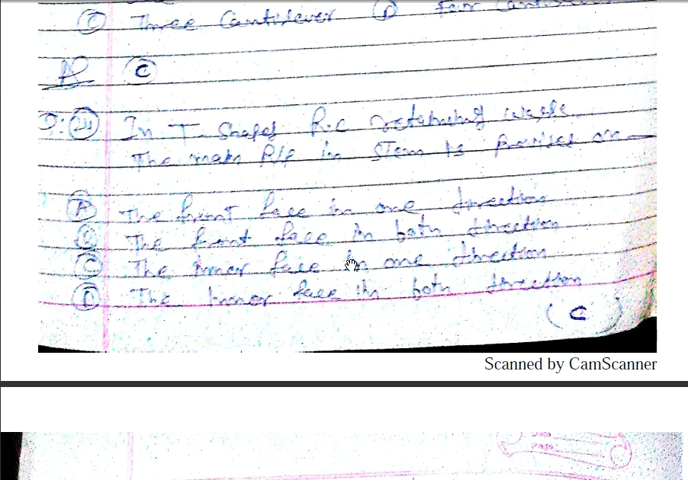 (C) Three Cantilever (D) four
A (C)
Q.(24) In T-Shaped R.C retaining walls
The main R/f in Stem is provided on
(A) The front face in one direction
(B) The front face in both direction
(C) The inner face in one direction
(D) The inner face in both direction
(C)
Scanned by CamScanner